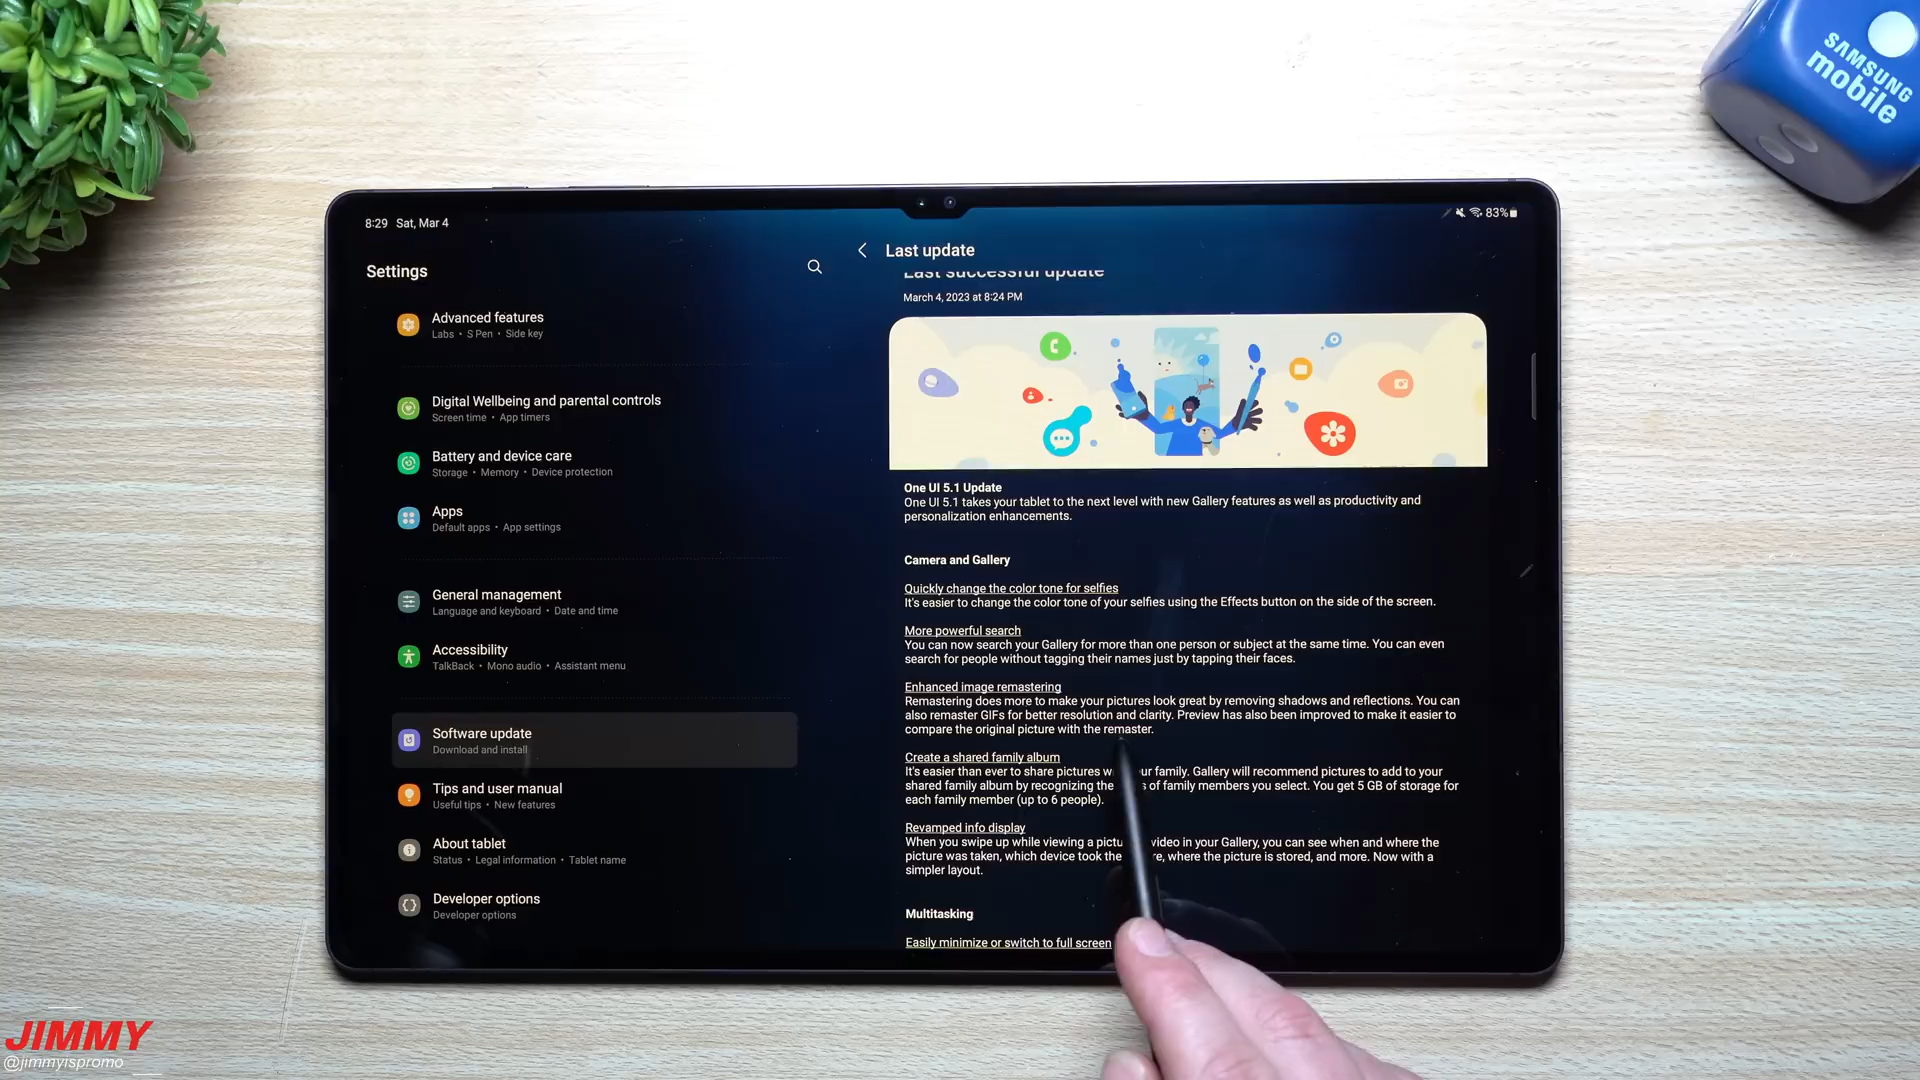 SAMSUNG
mobile
8:29 Sat, Mar 4
83%
Settings
Advanced features
Labs • S Pen • Side key
Digital Wellbeing and parental controls
Screen time • App timers
Battery and device care
Storage • Memory • Device protection
Apps
Default apps • App settings
General management
Language and keyboard • Date and time
Accessibility
TalkBack • Mono audio • Assistant menu
Software update
Download and install
Tips and user manual
Useful tips • New features
About tablet
Status • Legal information • Tablet name
Developer options
Developer options
Last update
Last successful update
March 4, 2023 at 8:24 PM
One UI 5.1 Update
One UI 5.1 takes your tablet to the next level with new Gallery features as well as productivity and
personalization enhancements.
Camera and Gallery
Quickly change the color tone for selfies
It's easier to change the color tone of your selfies using the Effects button on the side of the screen.
More powerful search
You can now search your Gallery for more than one person or subject at the same time. You can even
search for people without tagging their names just by tapping their faces.
Enhanced image remastering
Remastering does more to make your pictures look great by removing shadows and reflections. You can
also remaster GIFs for better resolution and clarity. Preview has also been improved to make it easier to
compare the original picture with the remaster.
Create a shared family album
It's easier than ever to share pictures your family. Gallery will recommend pictures to add to your
shared family album by recognizing the of family members you select. You get 5 GB of storage for
each family member (up to 6 people).
Revamped info display
When you swipe up while viewing a video in your Gallery, you can see when and where the
picture was taken, which device took the where the picture is stored, and more. Now with a
simpler layout.
Multitasking
Easily minimize or switch to full screen
JIMMY
@jimmyispromo